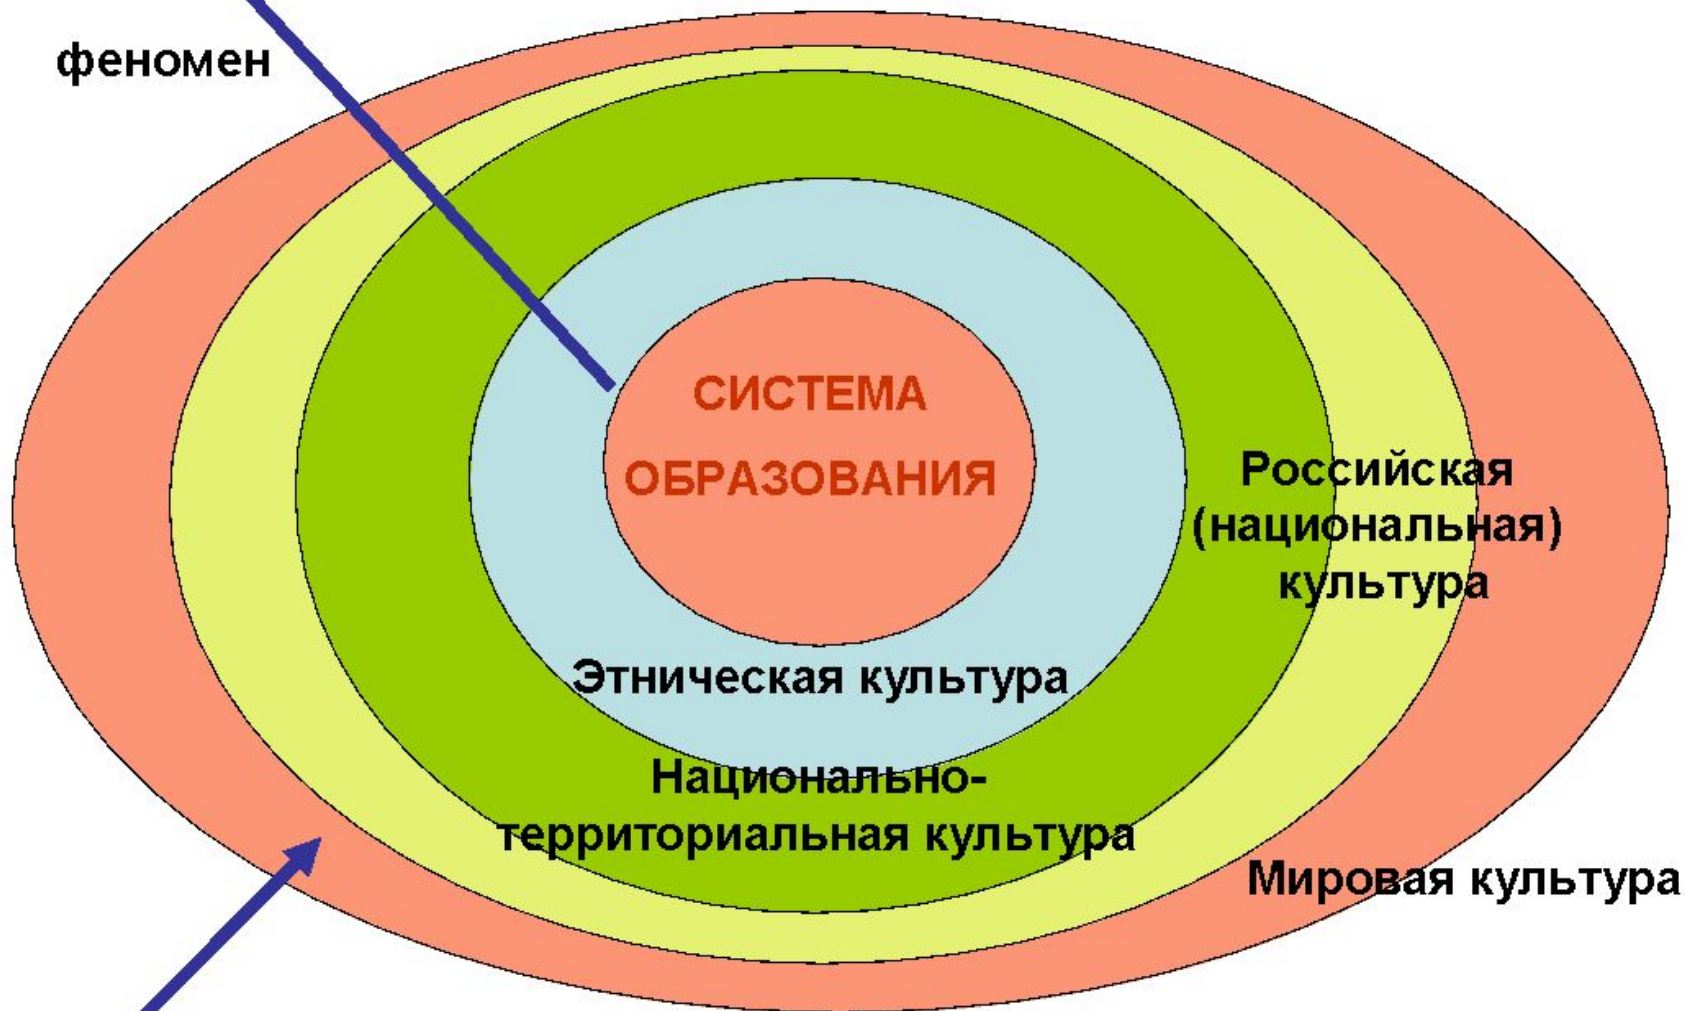 феномен
СИСТЕМА
ОБРАЗОВАНИЯ
Российская
(национальная)
культура
Этническая культура
Национально-
территориальная культура
Мировая культура